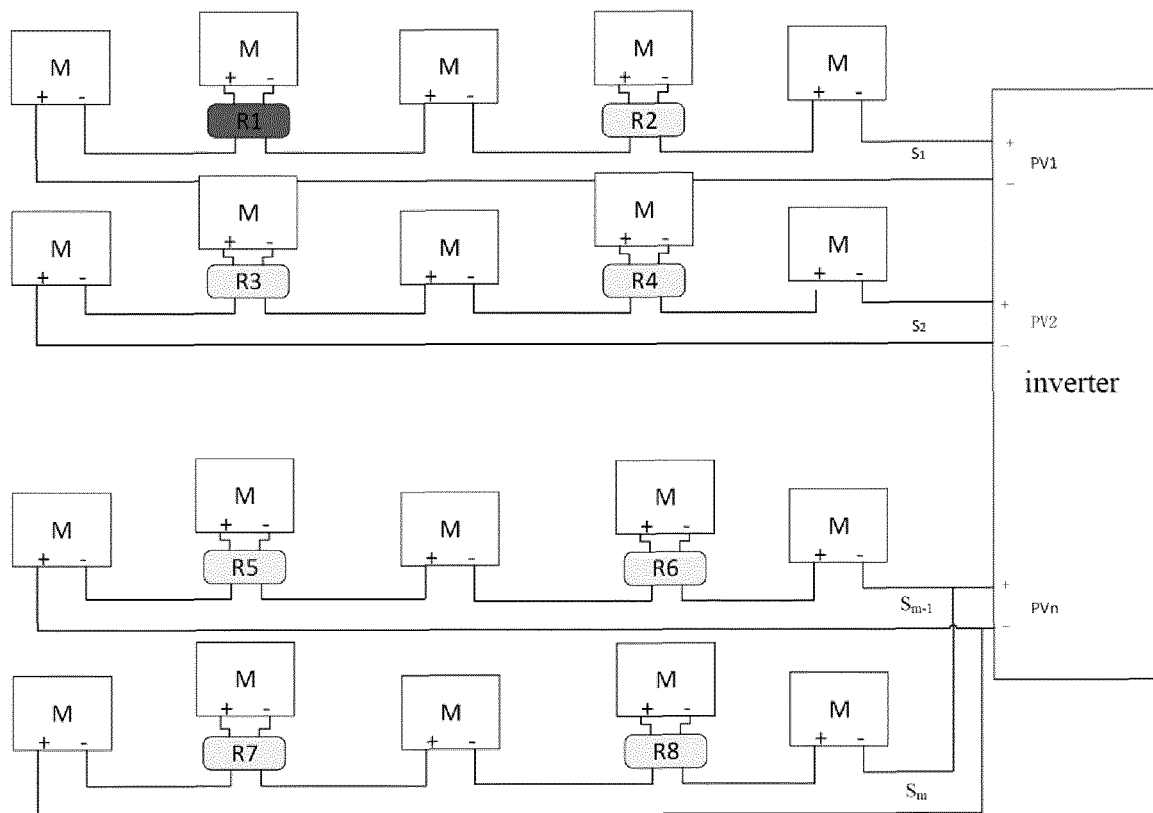 M M M M M
+ - + - + - + - + -
R1 R2
S1 + PV1
−
M M M M M
+ - + - + - + - + -
R3 R4
S2 + PV2
−
inverter
M M M M M
+ - + - + - + - + -
R5 R6
Sm-1 + PVn
−
M M M M M
+ - + - + - + - + -
R7 R8
Sm